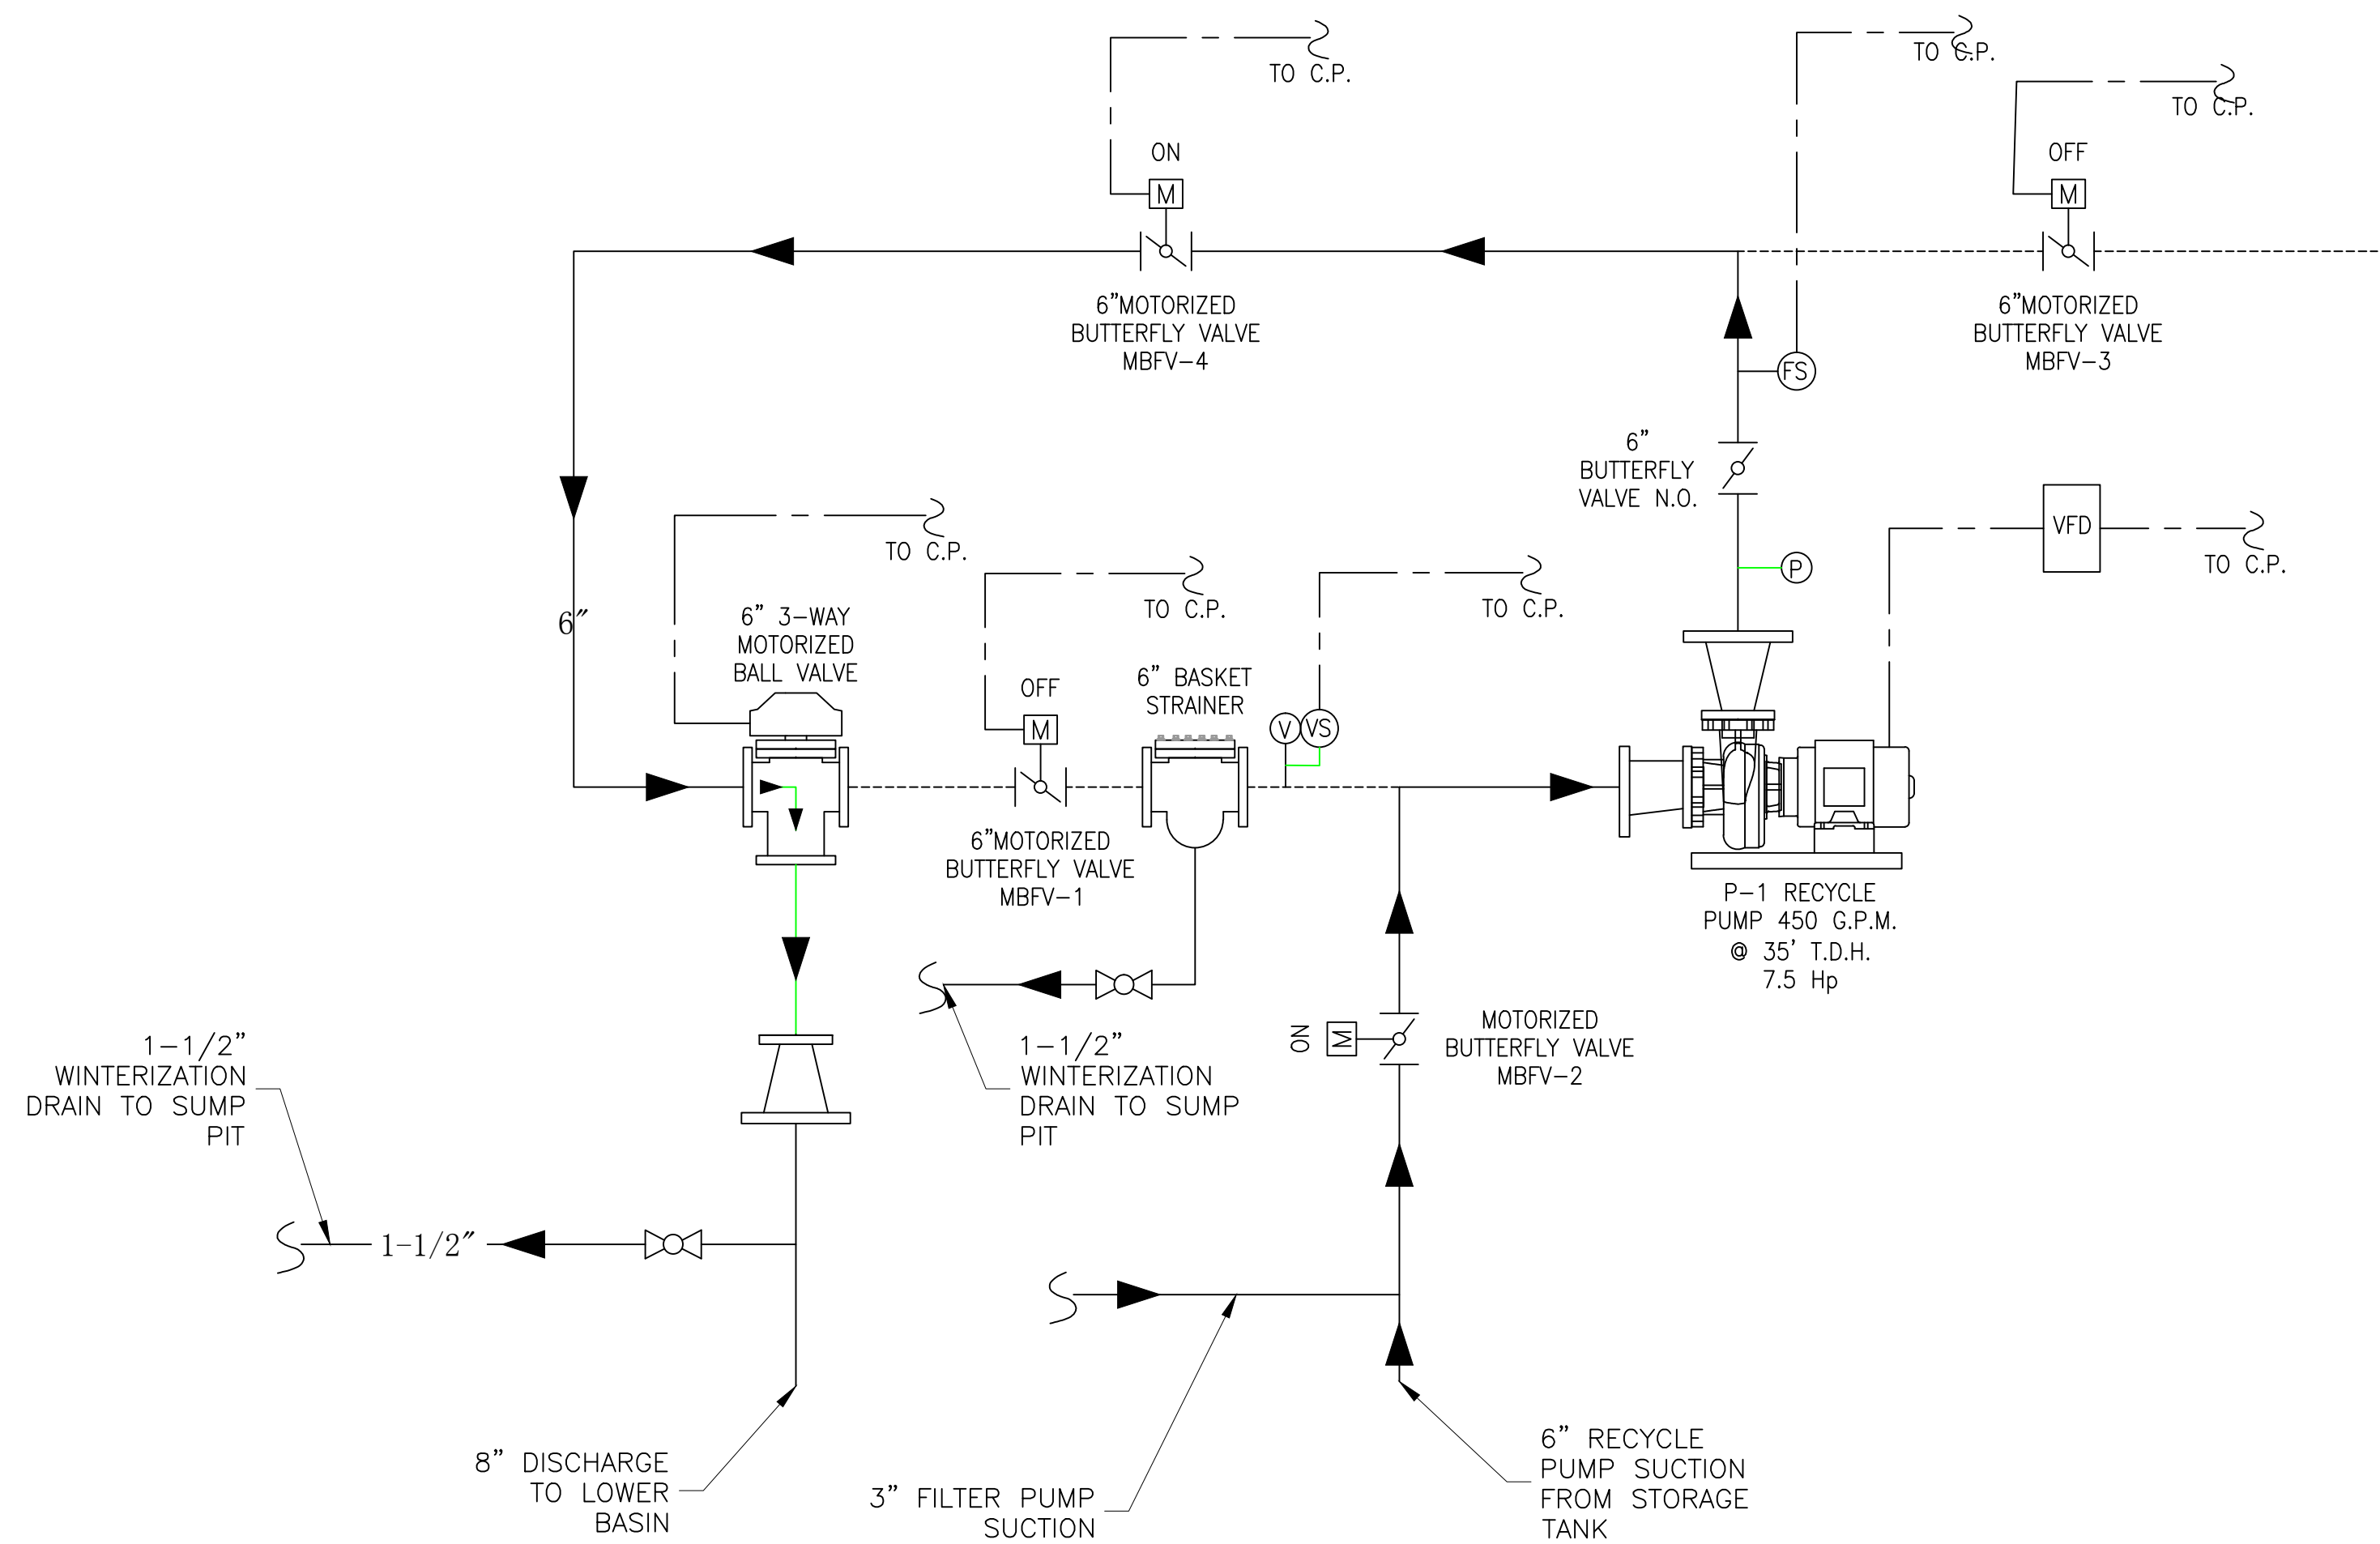 TO C.P.
TO C.P.
TO C.P.
ON
M
OFF
M
6"MOTORIZED
BUTTERFLY VALVE
MBFV-4
6"MOTORIZED
BUTTERFLY VALVE
MBFV-3
FS
6"
BUTTERFLY
VALVE N.O.
VFD
TO C.P.
P
TO C.P.
TO C.P.
TO C.P.
6"
6" 3-WAY
MOTORIZED
BALL VALVE
OFF
M
6" BASKET
STRAINER
V
VS
6"MOTORIZED
BUTTERFLY VALVE
MBFV-1
P-1 RECYCLE
PUMP 450 G.P.M.
@ 35' T.D.H.
7.5 Hp
ON
M
MOTORIZED
BUTTERFLY VALVE
MBFV-2
1-1/2"
WINTERIZATION
DRAIN TO SUMP
PIT
1-1/2"
WINTERIZATION
DRAIN TO SUMP
PIT
1-1/2"
8" DISCHARGE
TO LOWER
BASIN
3" FILTER PUMP
SUCTION
6" RECYCLE
PUMP SUCTION
FROM STORAGE
TANK